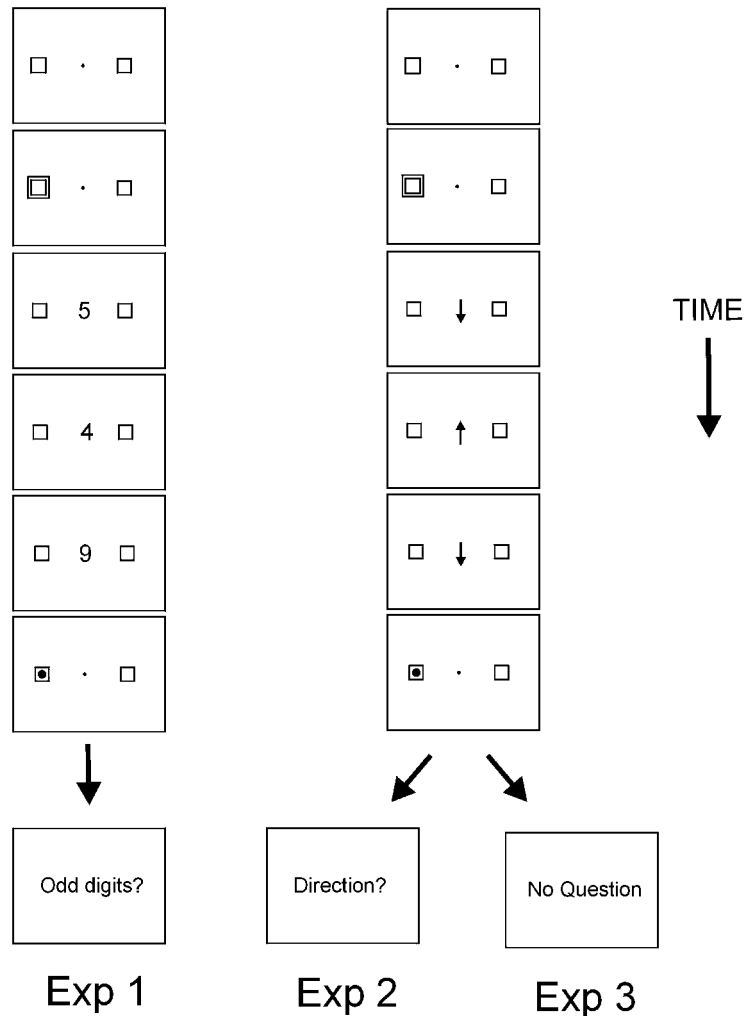 5
TIME
4
9
Odd digits?
Direction?
No Question
Exp 1
Exp 2
Exp 3